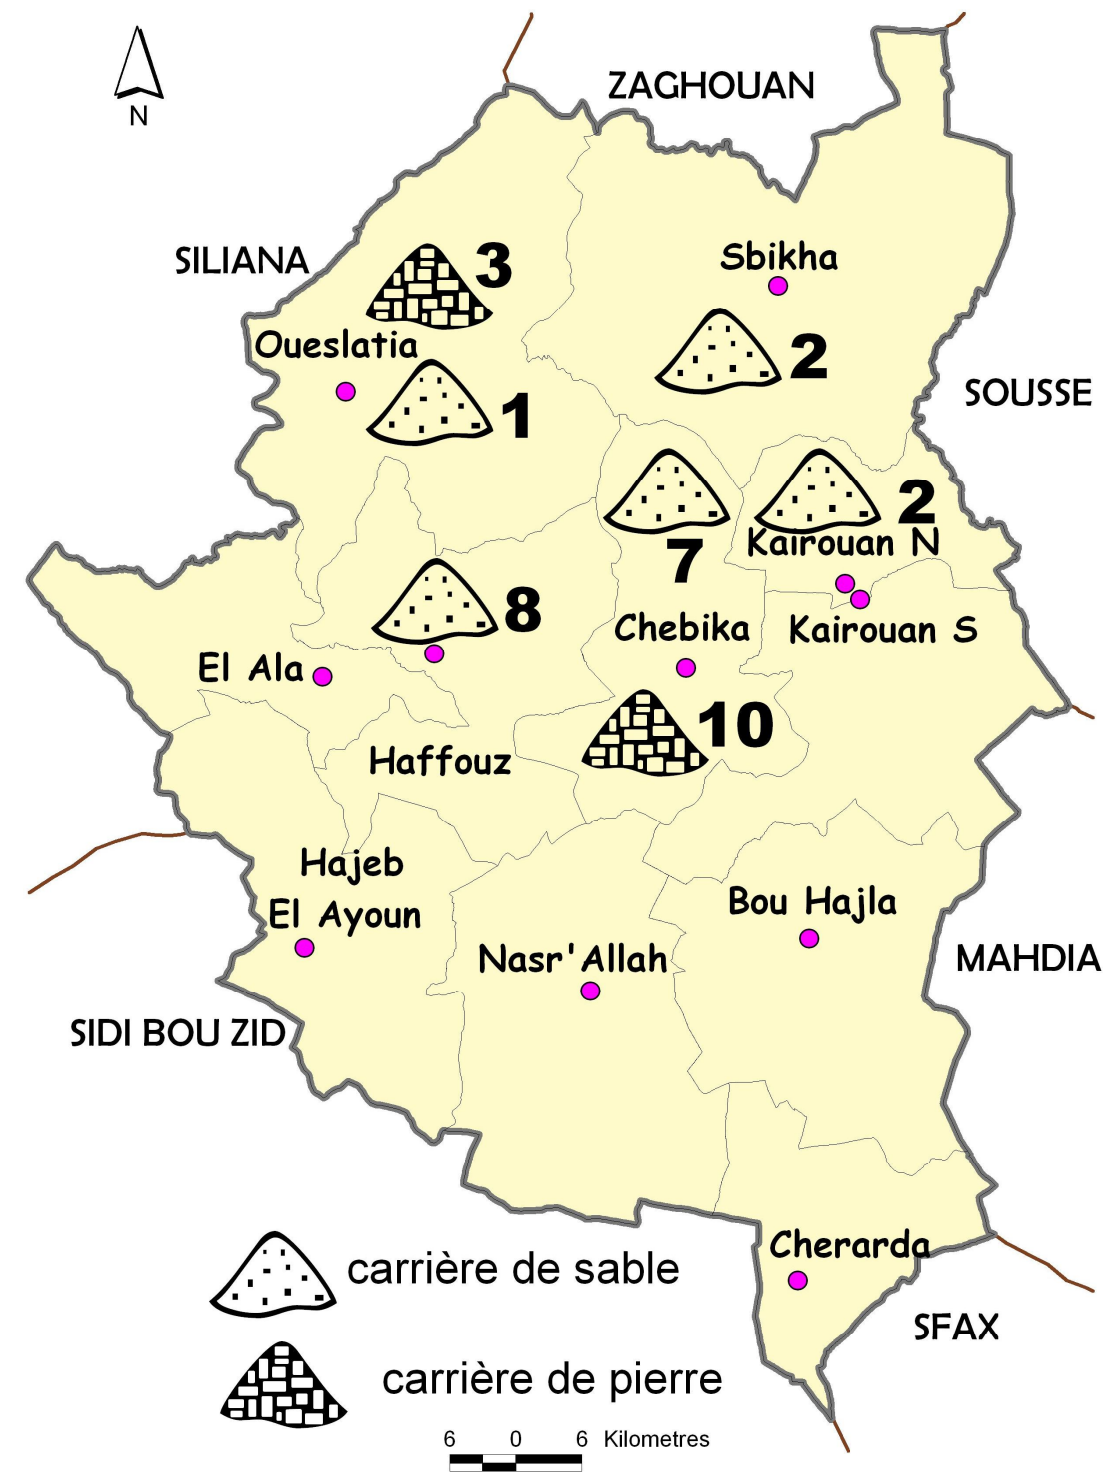 N
ZAGHOUAN
SILIANA
3
Sbikha
Oueslatia
2
SOUSSE
1
2
Kairouan N
7
8
Chebika
Kairouan S
El Ala
10
Haffouz
Hajeb
El Ayoun
Bou Hajla
Nasr'Allah
MAHDIA
SIDI BOU ZID
Cherarda
carrière de sable
SFAX
carrière de pierre
6 0 6 Kilometres